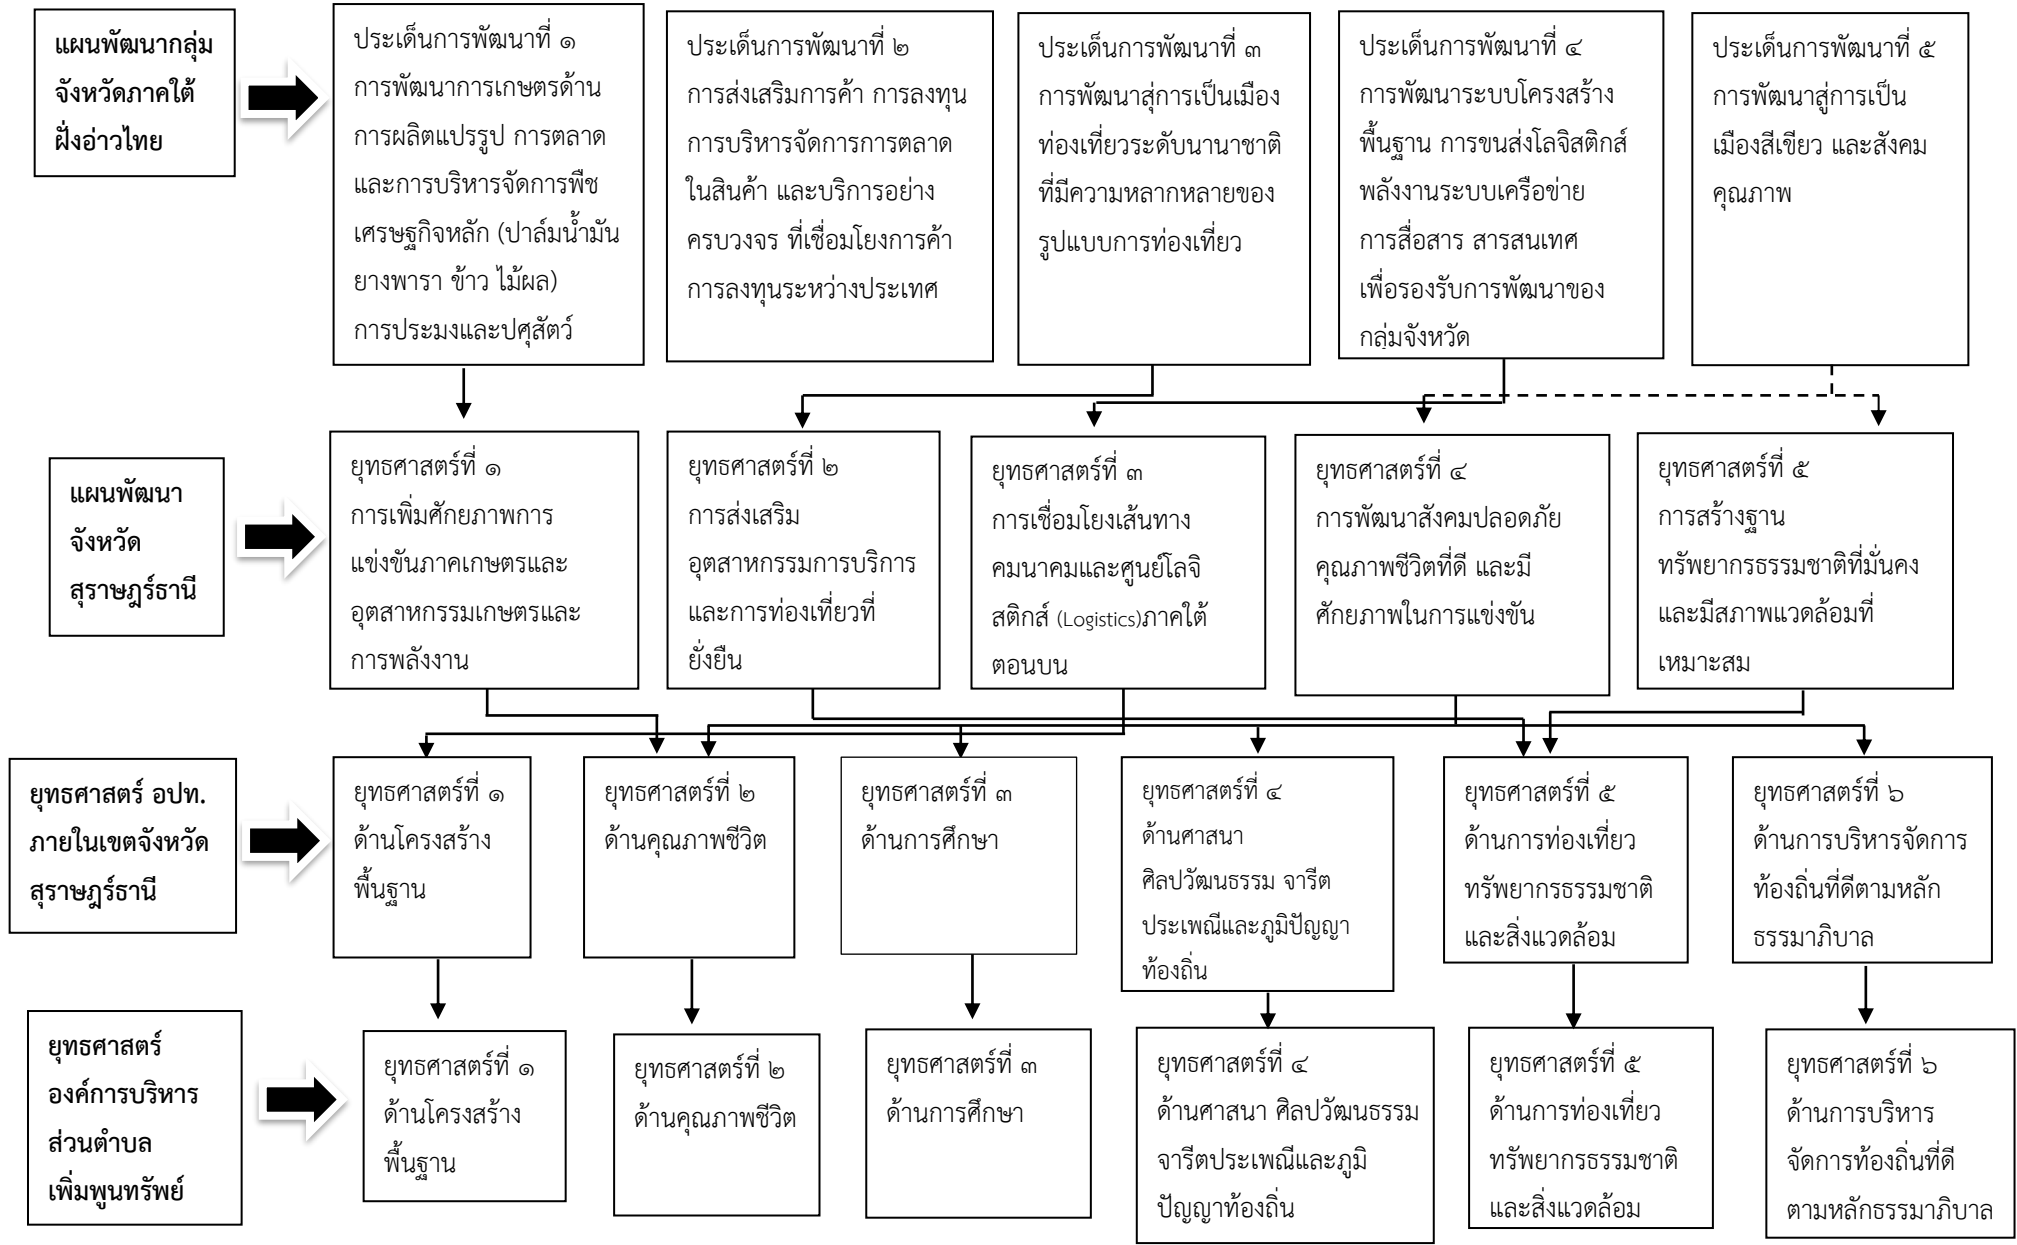 แผนพัฒนากลุ่ม
จังหวัดภาคใต้
ฝั่งอ่าวไทย
ประเด็นการพัฒนาที่ ๑
การพัฒนาการเกษตรด้าน
การผลิตแปรรูป การตลาด
และการบริหารจัดการพืช
เศรษฐกิจหลัก (ปาล์มน้ำมัน
ยางพารา ข้าว ไม้ผล)
การประมงและปศุสัตว์
ประเด็นการพัฒนาที่ ๒
การส่งเสริมการค้า การลงทุน
การบริหารจัดการการตลาด
ในสินค้า และบริการอย่าง
ครบวงจร ที่เชื่อมโยงการค้า
การลงทุนระหว่างประเทศ
ประเด็นการพัฒนาที่ ๓
การพัฒนาสู่การเป็นเมือง
ท่องเที่ยวระดับนานาชาติ
ที่มีความหลากหลายของ
รูปแบบการท่องเที่ยว
ประเด็นการพัฒนาที่ ๔
การพัฒนาระบบโครงสร้าง
พื้นฐาน การขนส่งโลจิสติกส์
พลังงานระบบเครือข่าย
การสื่อสาร สารสนเทศ
เพื่อรองรับการพัฒนาของ
กลุ่มจังหวัด
ประเด็นการพัฒนาที่ ๕
การพัฒนาสู่การเป็น
เมืองสีเขียว และสังคม
คุณภาพ
แผนพัฒนา
จังหวัด
สุราษฎร์ธานี
ยุทธศาสตร์ที่ ๑
การเพิ่มศักยภาพการ
แข่งขันภาคเกษตรและ
อุตสาหกรรมเกษตรและ
การพลังงาน
ยุทธศาสตร์ที่ ๒
การส่งเสริม
อุตสาหกรรมการบริการ
และการท่องเที่ยวที่
ยั่งยืน
ยุทธศาสตร์ที่ ๓
การเชื่อมโยงเส้นทาง
คมนาคมและศูนย์โลจิ
สติกส์ (Logistics)ภาคใต้
ตอนบน
ยุทธศาสตร์ที่ ๔
การพัฒนาสังคมปลอดภัย
คุณภาพชีวิตที่ดี และมี
ศักยภาพในการแข่งขัน
ยุทธศาสตร์ที่ ๕
การสร้างฐาน
ทรัพยากรธรรมชาติที่มั่นคง
และมีสภาพแวดล้อมที่
เหมาะสม
ยุทธศาสตร์ อปท.
ภายในเขตจังหวัด
สุราษฎร์ธานี
ยุทธศาสตร์ที่ ๑
ด้านโครงสร้าง
พื้นฐาน
ยุทธศาสตร์ที่ ๒
ด้านคุณภาพชีวิต
ยุทธศาสตร์ที่ ๓
ด้านการศึกษา
ยุทธศาสตร์ที่ ๔
ด้านศาสนา
ศิลปวัฒนธรรม จารีต
ประเพณีและภูมิปัญญา
ท้องถิ่น
ยุทธศาสตร์ที่ ๕
ด้านการท่องเที่ยว
ทรัพยากรธรรมชาติ
และสิ่งแวดล้อม
ยุทธศาสตร์ที่ ๖
ด้านการบริหารจัดการ
ท้องถิ่นที่ดีตามหลัก
ธรรมาภิบาล
ยุทธศาสตร์
องค์การบริหาร
ส่วนตำบล
เพิ่มพูนทรัพย์
ยุทธศาสตร์ที่ ๑
ด้านโครงสร้าง
พื้นฐาน
ยุทธศาสตร์ที่ ๒
ด้านคุณภาพชีวิต
ยุทธศาสตร์ที่ ๓
ด้านการศึกษา
ยุทธศาสตร์ที่ ๔
ด้านศาสนา ศิลปวัฒนธรรม
จารีตประเพณีและภูมิ
ปัญญาท้องถิ่น
ยุทธศาสตร์ที่ ๕
ด้านการท่องเที่ยว
ทรัพยากรธรรมชาติ
และสิ่งแวดล้อม
ยุทธศาสตร์ที่ ๖
ด้านการบริหาร
จัดการท้องถิ่นที่ดี
ตามหลักธรรมาภิบาล